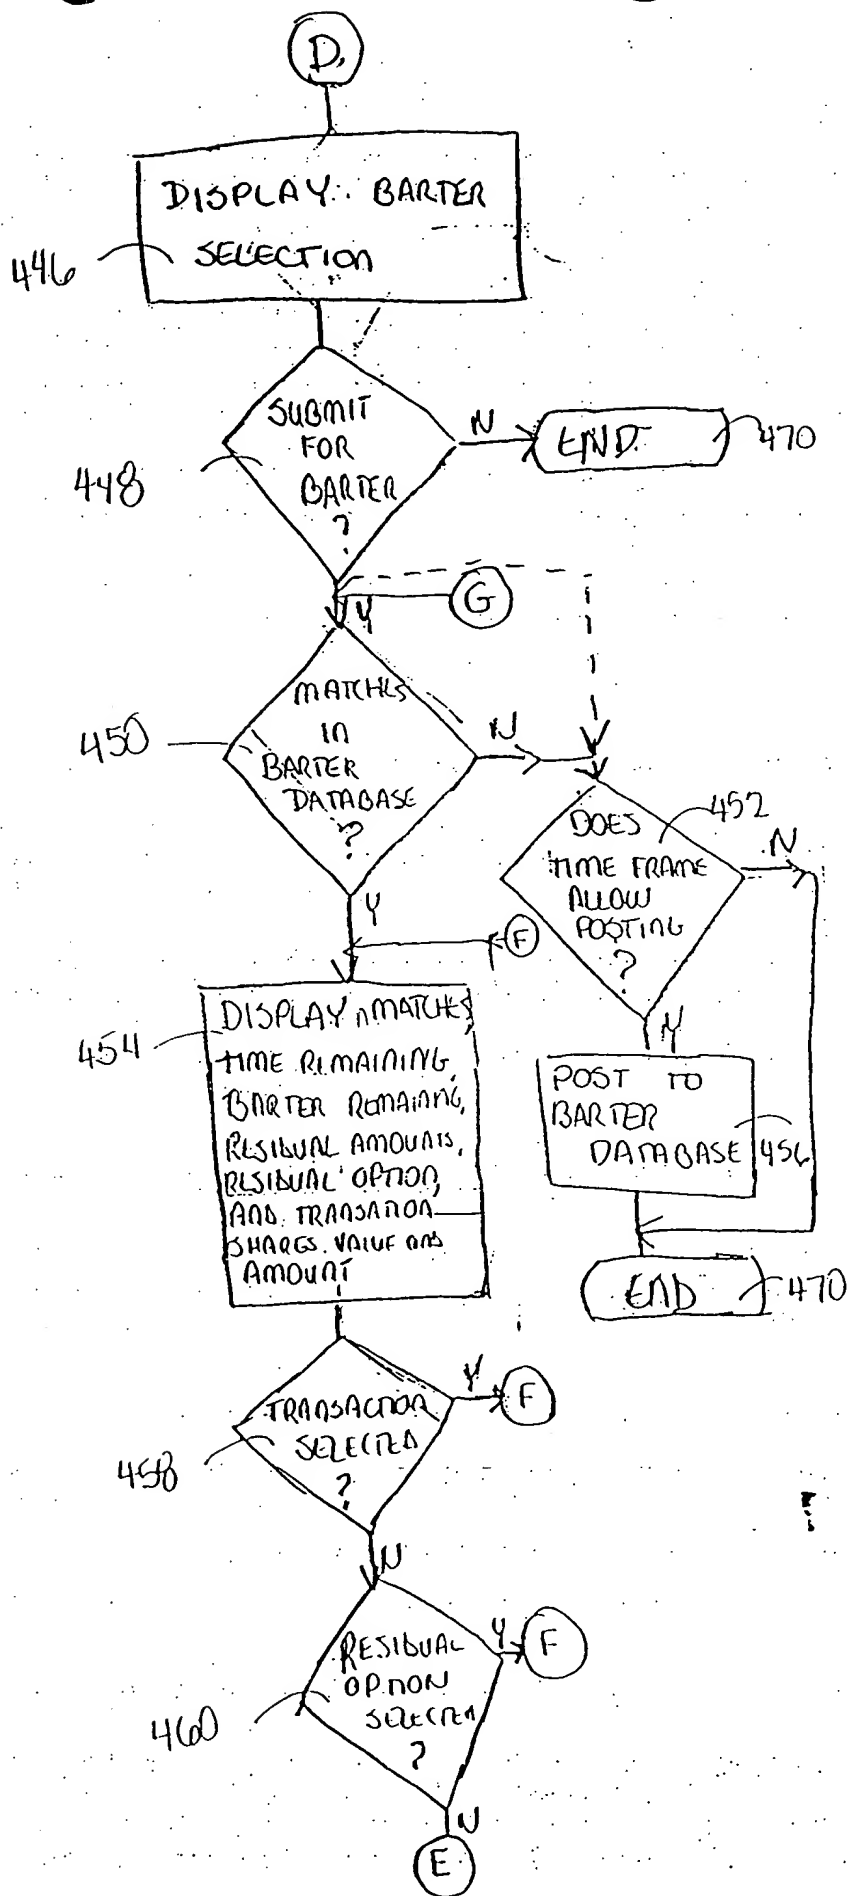 D.
DISPLAY BARTER
SELECTION
446
SUBMIT
FOR
BARTER
?
448
N
END.
470
Y
G
MATCHES
IN
BARTER
DATABASE
?
450
N
452
DOES
TIME FRAME
ALLOW
POSTING
?
N
Y
F
DISPLAY n MATCHES,
TIME REMAINING,
BARTER REMAINING,
RESIDUAL AMOUNTS,
RESIDUAL OPTION,
AND TRANSATION
SHARES VALUE AND
AMOUNT
454
Y
POST TO
BARTER
DATABASE
456
END
470
TRANSACTION
SELECTED
?
458
Y
F
N
RESIDUAL
OPTION
SELECTED
?
460
Y
F
N
E